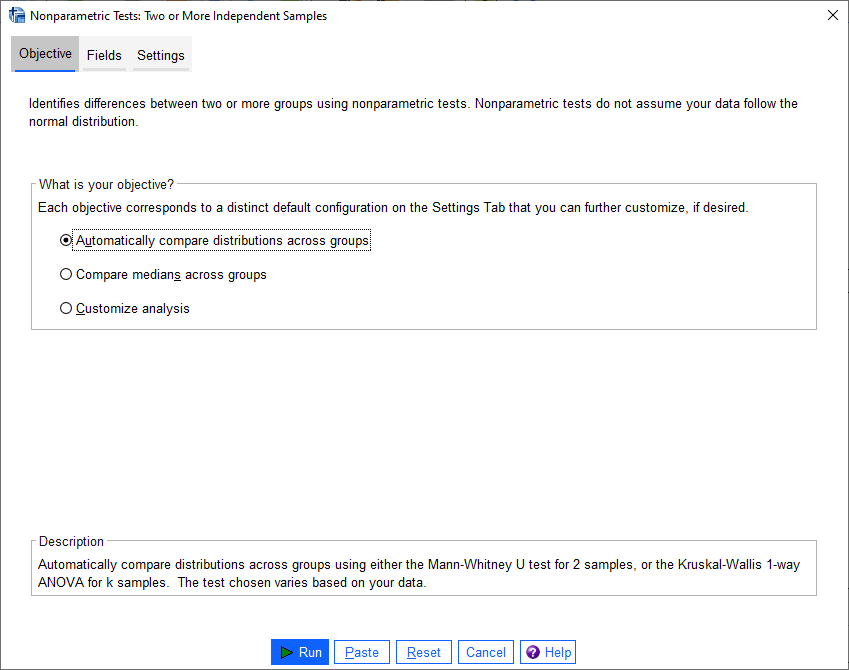 Nonparametric Tests: Two or More Independent Samples
Objective Fields Settings
Identifies differences between two or more groups using nonparametric tests. Nonparametric tests do not assume your data follow the
normal distribution.
What is your objective?
Each objective corresponds to a distinct default configuration on the Settings Tab that you can further customize, if desired.
Automatically compare distributions across groups
Compare medians across groups
Customize analysis
Description
Automatically compare distributions across groups using either the Mann-Whitney U test for 2 samples, or the Kruskal-Wallis 1-way
ANOVA for k samples.  The test chosen varies based on your data.
Run Paste Reset Cancel Help